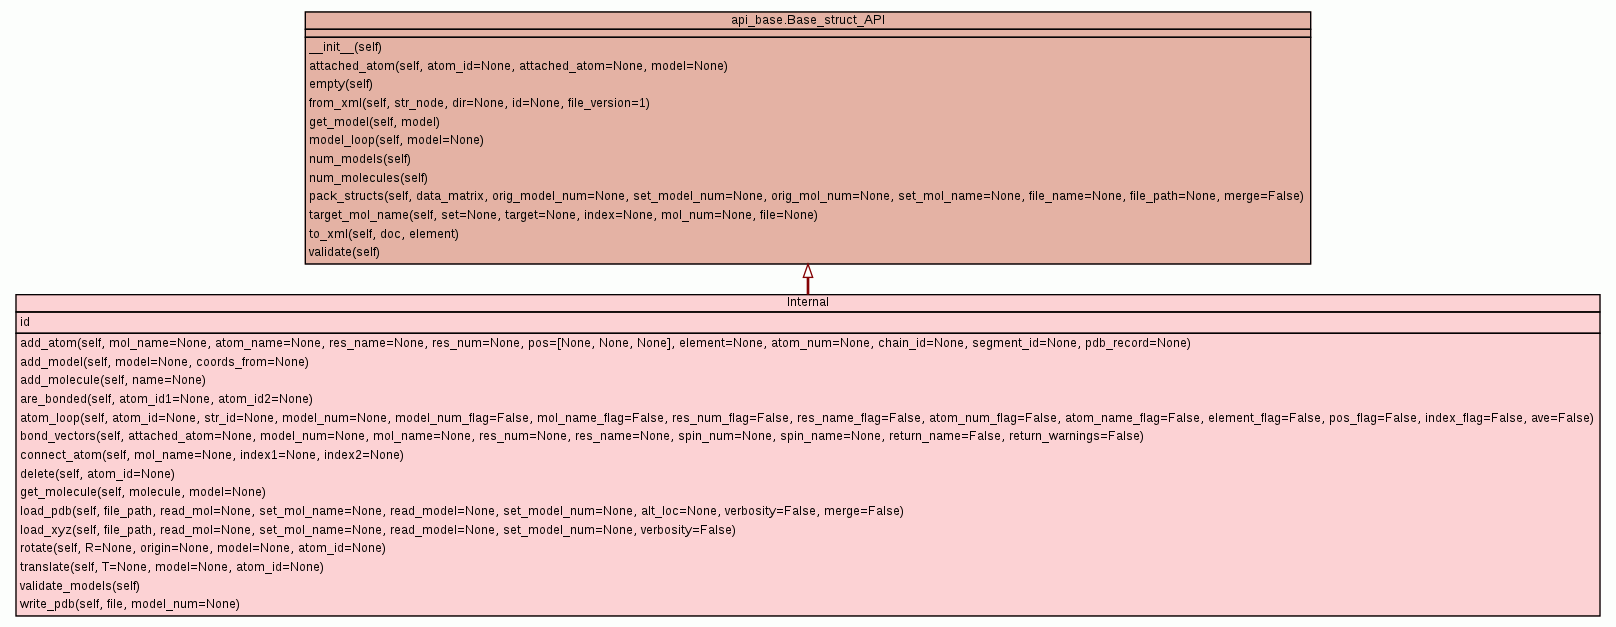 api_base.Base_struct_API
__init__(self)
attached_atom(self, atom_id=None, attached_atom=None, model=None)
empty(self)
from_xml(self, str_node, dir=None, id=None, file_version=1)
get_model(self, model)
model_loop(self, model=None)
num_models(self)
num_molecules(self)
pack_structs(self, data_matrix, orig_model_num=None, set_model_num=None, orig_mol_num=None, set_mol_name=None, file_name=None, file_path=None, merge=False)
target_mol_name(self, set=None, target=None, index=None, mol_num=None, file=None)
to_xml(self, doc, element)
validate(self)
Internal
id
add_atom(self, mol_name=None, atom_name=None, res_name=None, res_num=None, pos=[None, None, None], element=None, atom_num=None, chain_id=None, segment_id=None, pdb_record=None)
add_model(self, model=None, coords_from=None)
add_molecule(self, name=None)
are_bonded(self, atom_id1=None, atom_id2=None)
atom_loop(self, atom_id=None, str_id=None, model_num=None, model_num_flag=False, mol_name_flag=False, res_num_flag=False, res_name_flag=False, atom_num_flag=False, atom_name_flag=False, element_flag=False, pos_flag=False, index_flag=False, ave=False)
bond_vectors(self, attached_atom=None, model_num=None, mol_name=None, res_num=None, res_name=None, spin_num=None, spin_name=None, return_name=False, return_warnings=False)
connect_atom(self, mol_name=None, index1=None, index2=None)
delete(self, atom_id=None)
get_molecule(self, molecule, model=None)
load_pdb(self, file_path, read_mol=None, set_mol_name=None, read_model=None, set_model_num=None, alt_loc=None, verbosity=False, merge=False)
load_xyz(self, file_path, read_mol=None, set_mol_name=None, read_model=None, set_model_num=None, verbosity=False)
rotate(self, R=None, origin=None, model=None, atom_id=None)
translate(self, T=None, model=None, atom_id=None)
validate_models(self)
write_pdb(self, file, model_num=None)